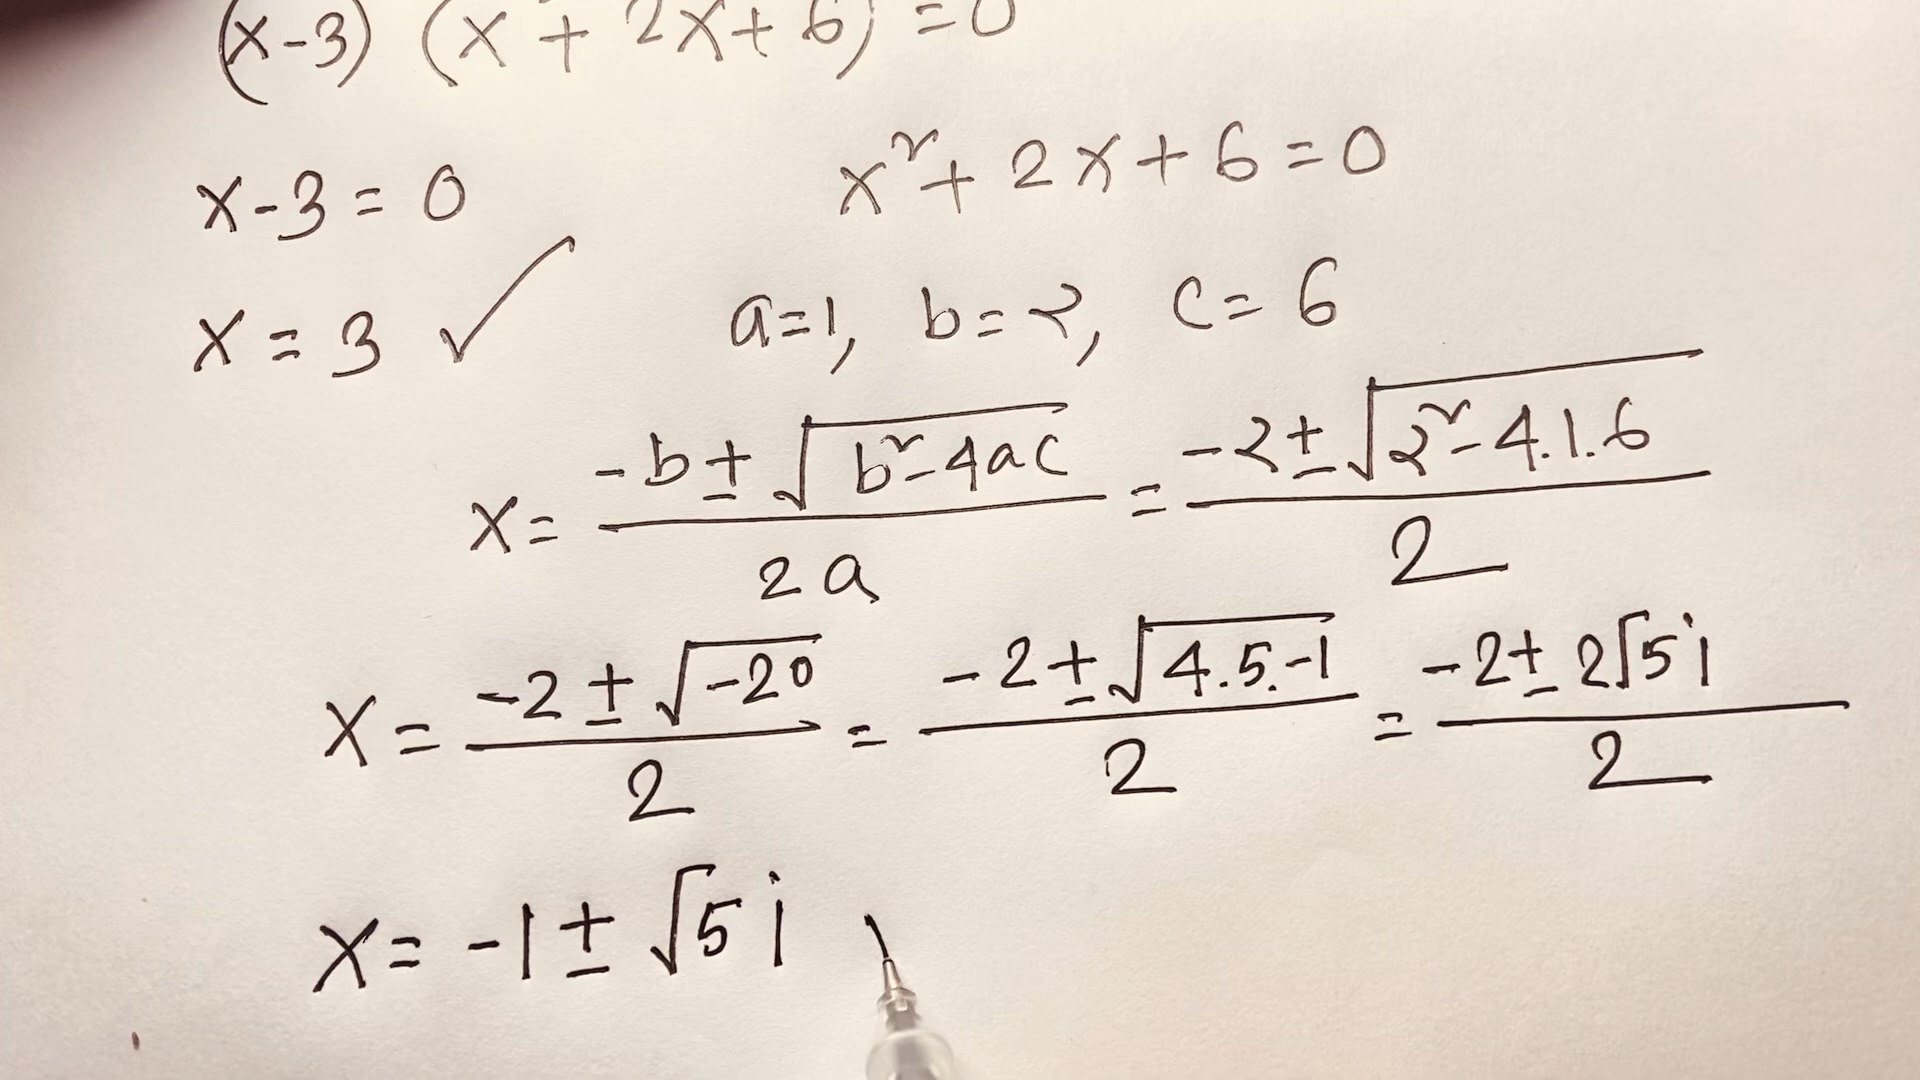 (x-3) (x² + 2x + 6) = 0
x - 3 = 0
x² + 2x + 6 = 0
x = 3 ✓
a=1, b=2, c=6
x = (-b ± √(b² - 4ac)) / 2a = (-2 ± √(2² - 4.1.6)) / 2
x = (-2 ± √(-20)) / 2 = (-2 ± √(4.5.-1)) / 2 = (-2 ± 2√5 i) / 2
x = -1 ± √5 i